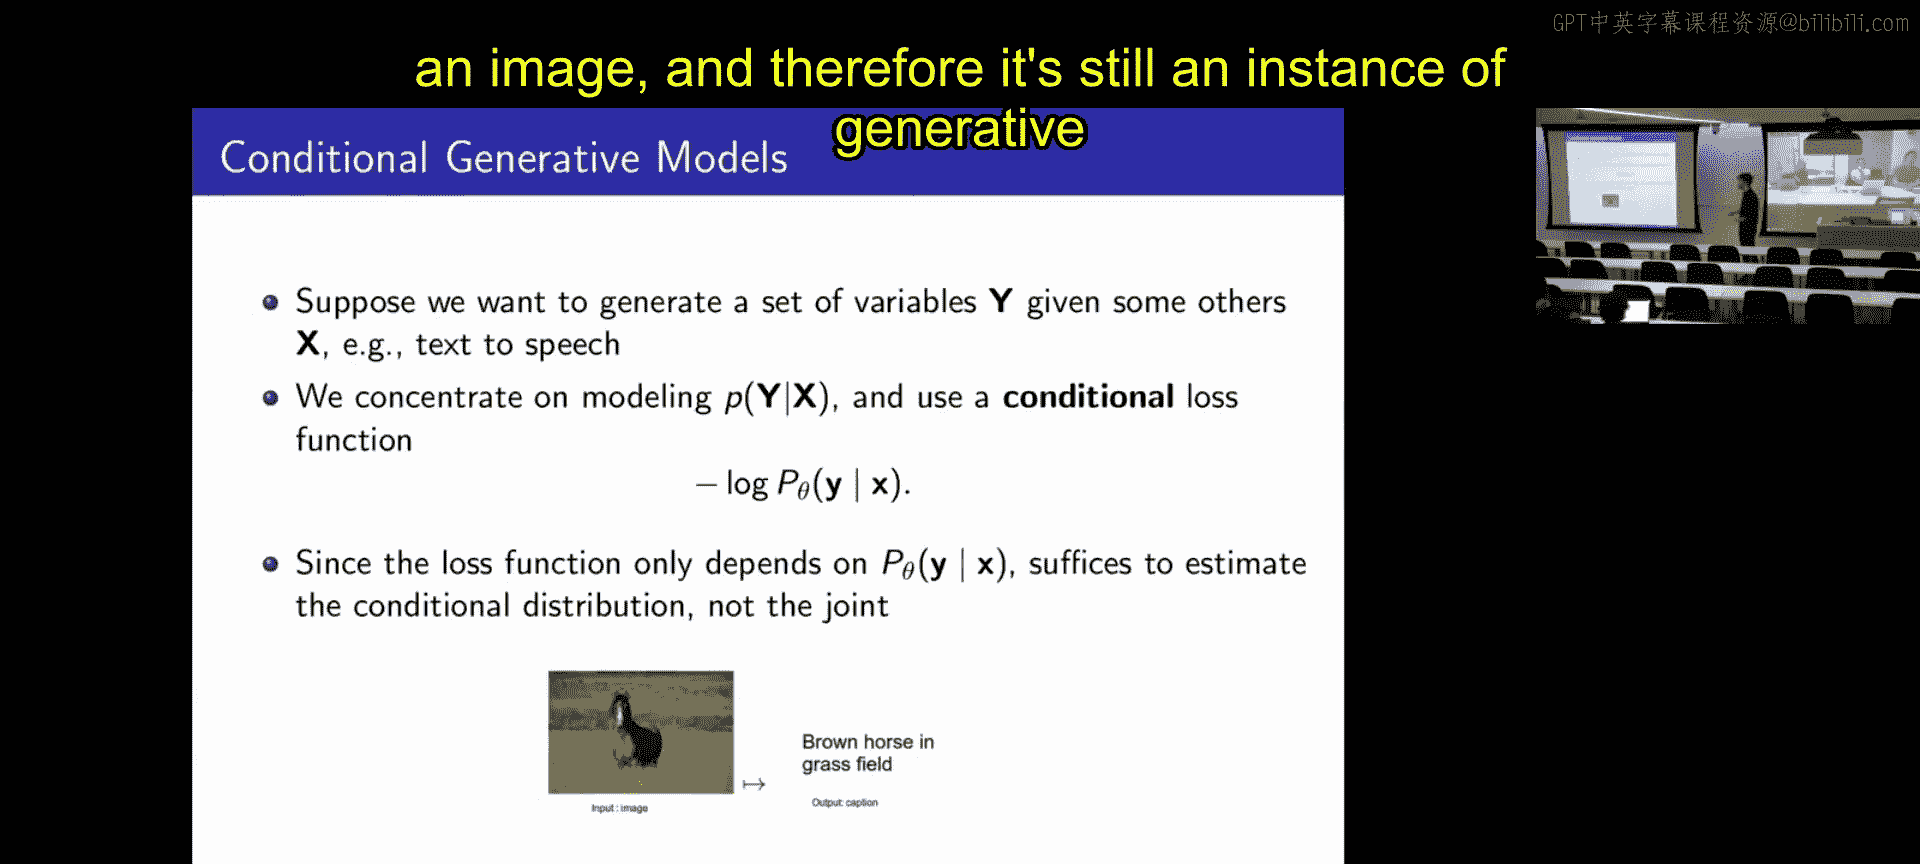 GPT中英字幕课程资源@bilibili.com
an image, and therefore it's still an instance of
generative
Conditional Generative Models
Suppose we want to generate a set of variables Y given some others
X, e.g., text to speech
We concentrate on modeling p(Y|X), and use a conditional loss
function
− log Pθ(y | x).
Since the loss function only depends on Pθ(y | x), suffices to estimate
the conditional distribution, not the joint
Brown horse in
grass field
↦
Input : image
Output: caption